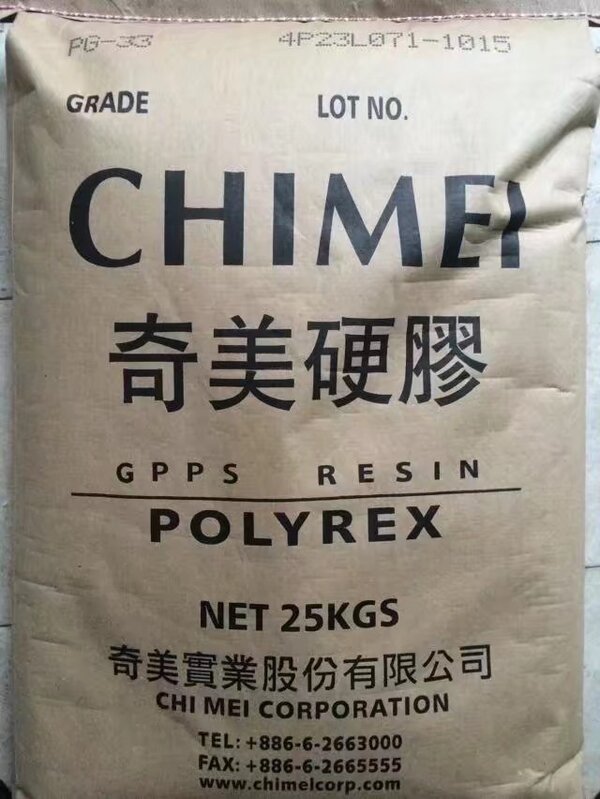 PG-33 4P23L071-1015
GRADE LOT NO.
CHIMEI
奇美硬膠
GPPS RESIN
POLYREX
NET 25KGS
奇美實業股份有限公司
CHI MEI CORPORATION
TEL: +886-6-2663000
FAX: +886-6-2665555
www.chimeicorp.com